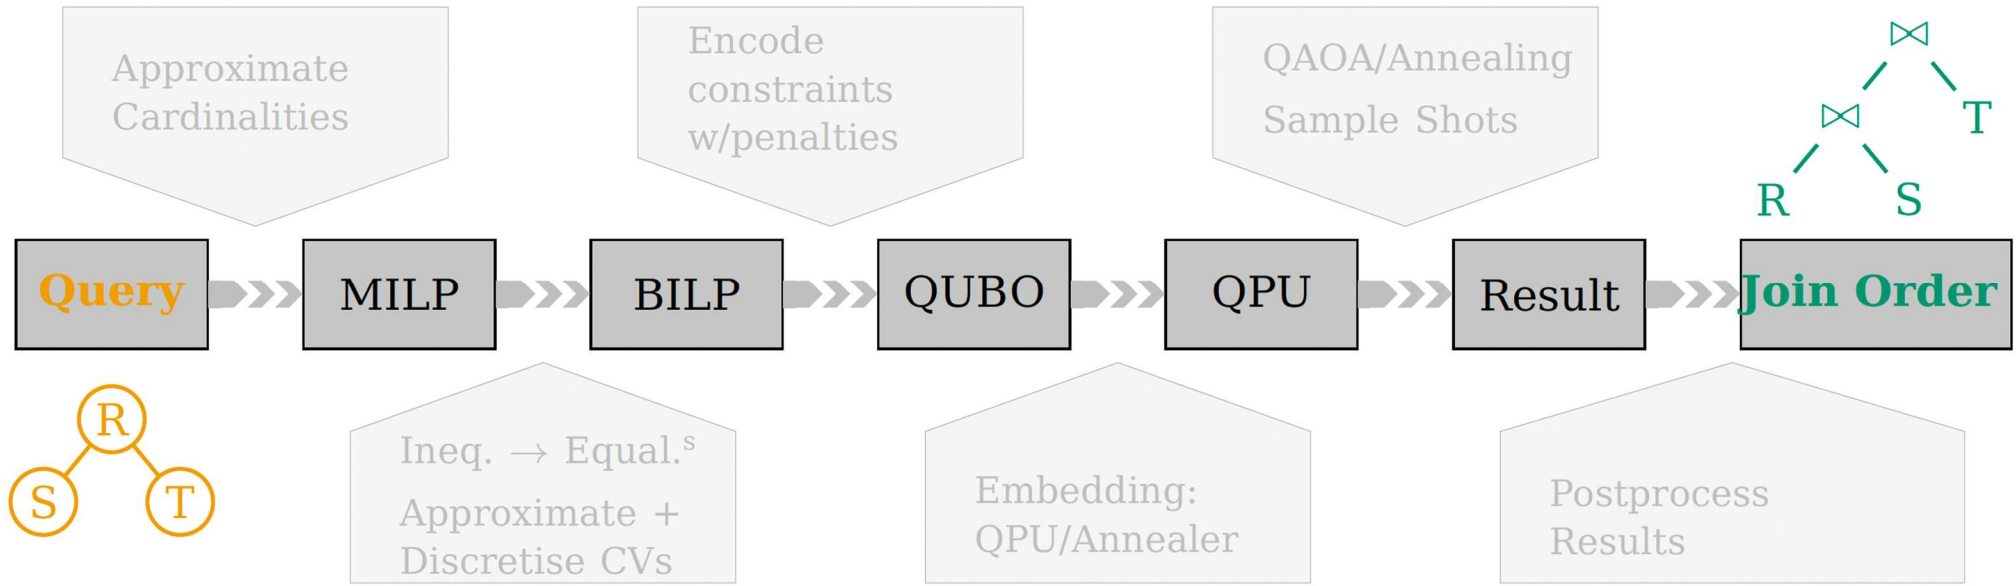 Approximate
Cardinalities
Encode
constraints
w/penalties
QAOA/Annealing
Sample Shots
⋈
⋈ T
R S
Query
MILP
BILP
QUBO
QPU
Result
Join Order
R
S T
Ineq. → Equal.ˢ
Approximate +
Discretise CVs
Embedding:
QPU/Annealer
Postprocess
Results